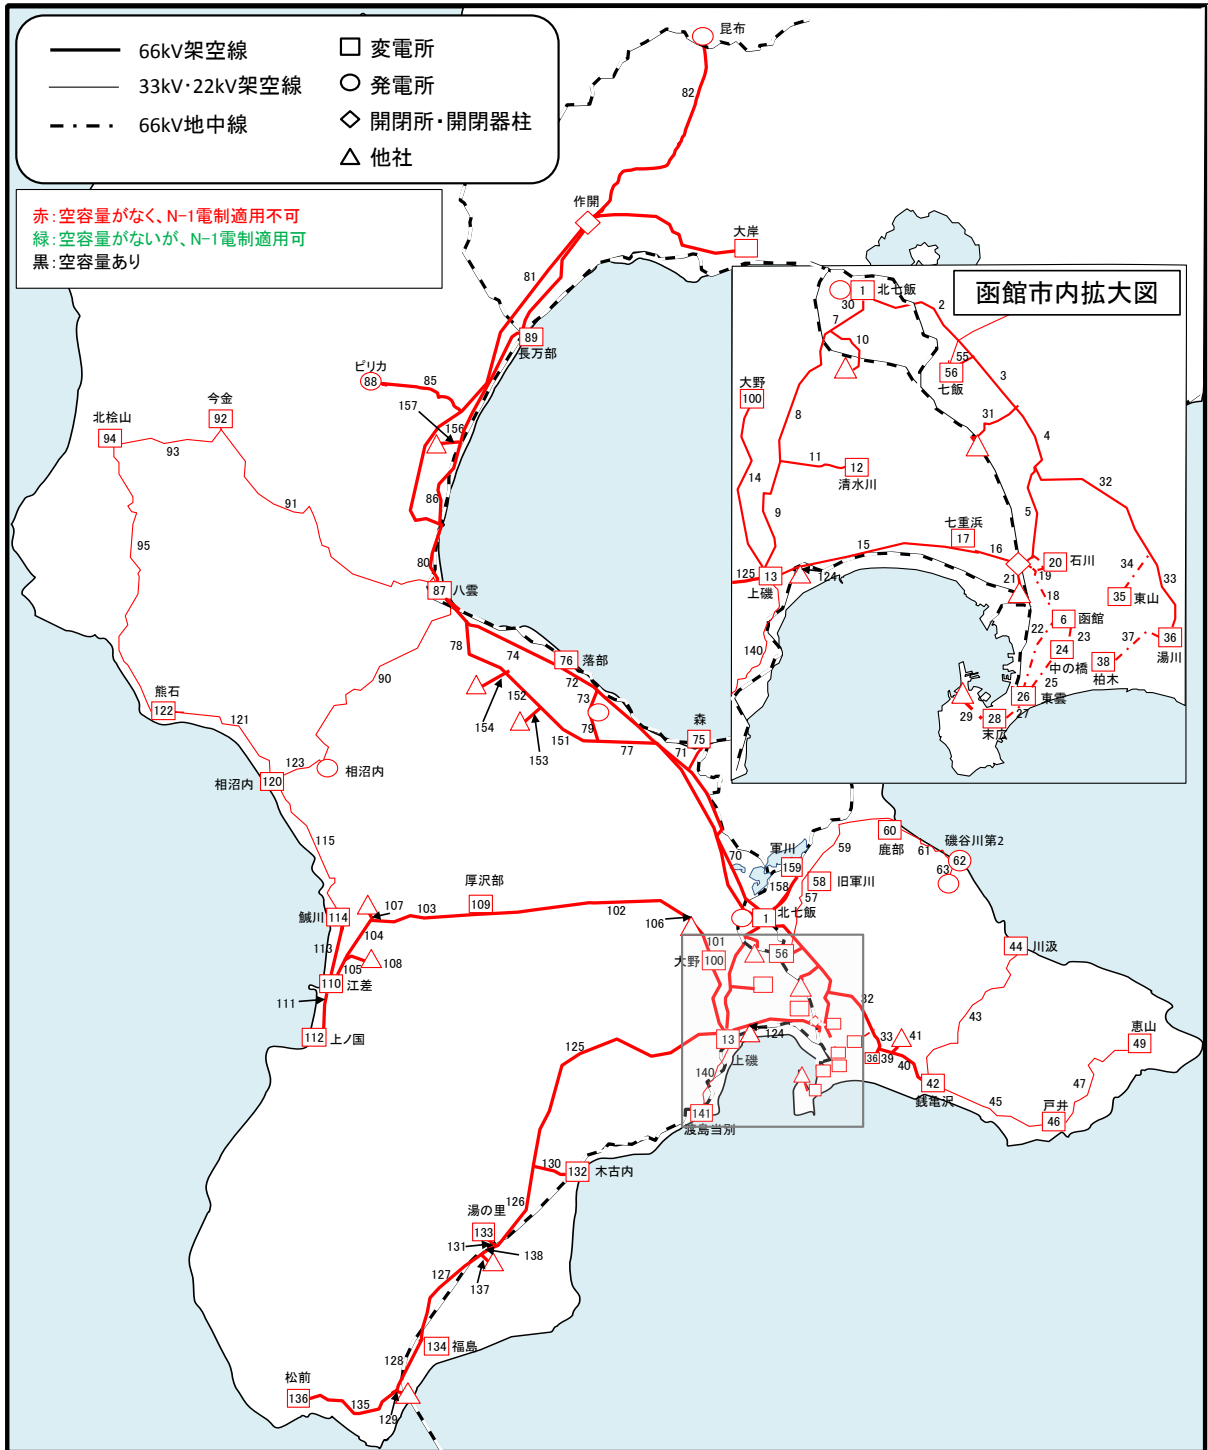 66kV架空線
33kV･22kV架空線
66kV地中線
変電所
発電所
開閉所・開閉器柱
他社
赤：空容量がなく、N-1電制適用不可
緑：空容量がないが、N-1電制適用可
黒：空容量あり
昆布
82
作開
大岸
81
89
長万部
ピリカ
88
85
157
156
86
今金
92
北桧山
94
93
91
95
80
87
八雲
78
74
76
落部
72
73
79
90
152
154
151
153
77
森
75
71
熊石
122
121
123
相沼内
120
相沼内
115
70
軍川
159
158
59
60
鹿部
61
磯谷川第2
62
63
58
旧軍川
57
1
北七飯
厚沢部
109
107
103
102
106
鰔川
114
104
113
105
108
110
江差
111
112
上ノ国
101
大野
100
56
32
33
36
39
41
40
44
川汲
43
恵山
49
47
42
銭亀沢
45
戸井
46
13
上磯
124
125
140
141
渡島当別
130
132
木古内
126
湯の里
133
131
138
137
127
134
福島
128
松前
136
135
129
函館市内拡大図
30
1
北七飯
2
7
10
55
56
七飯
3
大野
100
8
31
4
11
12
清水川
14
32
9
5
七重浜
17
15
16
20
石川
19
34
33
125
13
上磯
124
21
18
35
東山
6
函館
22
23
37
36
湯川
24
中の橋
38
柏木
140
25
26
東雲
27
29
28
末広